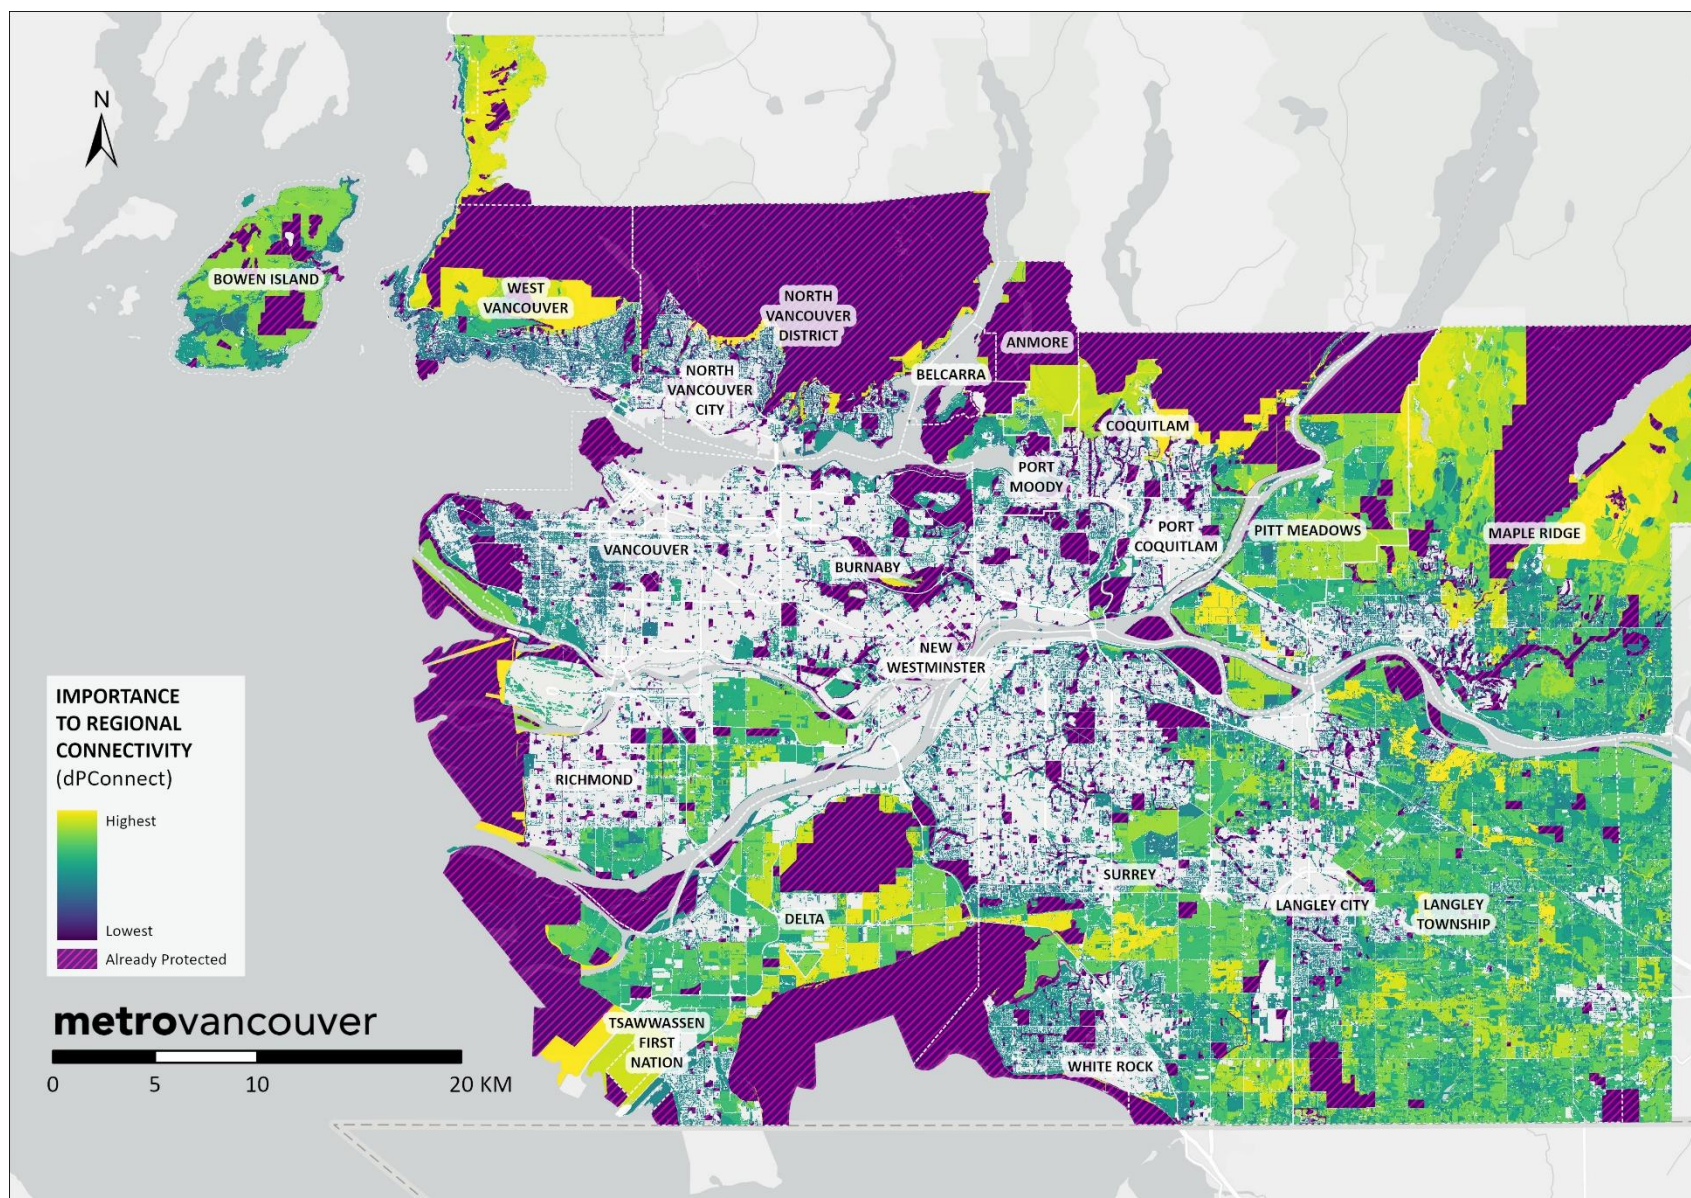 N
BOWEN ISLAND
WEST
VANCOUVER
NORTH
VANCOUVER
DISTRICT
ANMORE
NORTH
VANCOUVER
CITY
BELCARRA
COQUITLAM
PORT
MOODY
VANCOUVER
BURNABY
PORT
COQUITLAM
PITT MEADOWS
MAPLE RIDGE
NEW
WESTMINSTER
RICHMOND
SURREY
DELTA
LANGLEY CITY
LANGLEY
TOWNSHIP
TSAWWASSEN
FIRST
NATION
WHITE ROCK
IMPORTANCE
TO REGIONAL
CONNECTIVITY
(dPConnect)
Highest
Lowest
Already Protected
metrovancouver
0 5 10 20 KM